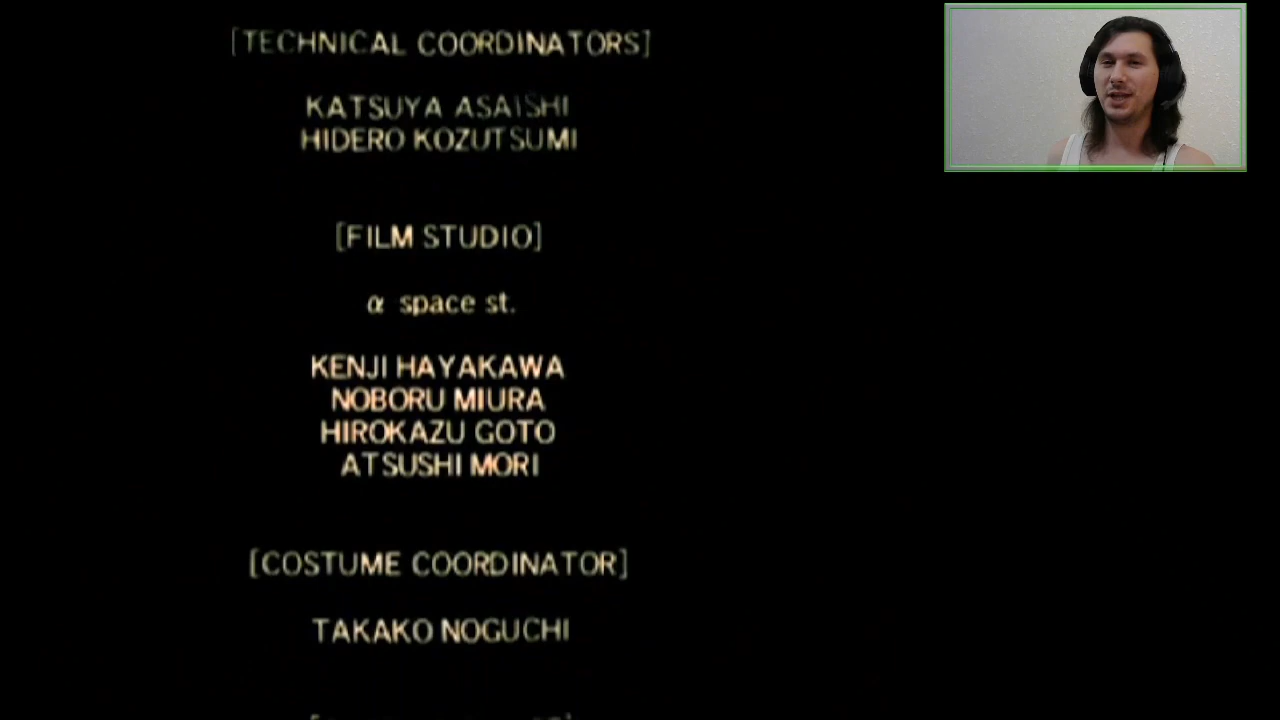 [TECHNICAL COORDINATORS]
KATSUYA ASAISHI
HIDERO KOZUTSUMI
[FILM STUDIO]
α space st.
KENJI HAYAKAWA
NOBORU MIURA
HIROKAZU GOTO
ATSUSHI MORI
[COSTUME COORDINATOR]
TAKAKO NOGUCHI